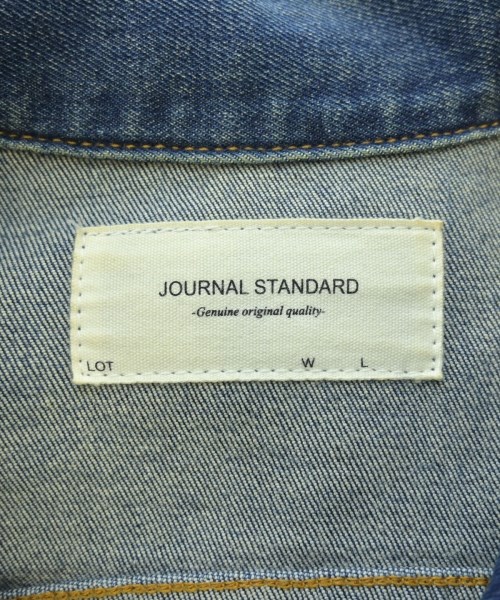 JOURNAL STANDARD
-Genuine original quality-
LOT W L